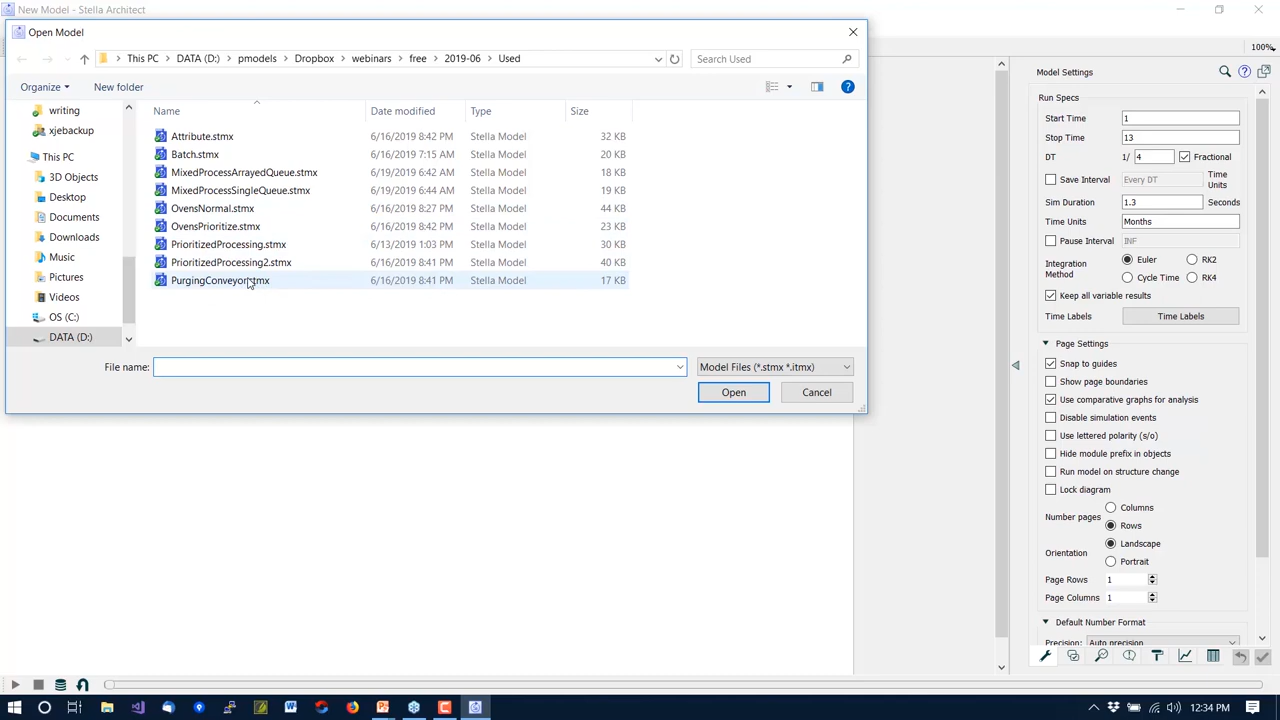 New Model - Stella Architect
Open Model
This PC > DATA (D:) > pmodels > Dropbox > webinars > free > 2019-06 > Used
Search Used
Organize
New folder
Name Date modified Type Size
writing
xjebackup
This PC
3D Objects
Desktop
Documents
Downloads
Music
Pictures
Videos
OS (C:)
DATA (D:)
Attribute.stmx 6/16/2019 8:42 PM Stella Model 32 KB
Batch.stmx 6/16/2019 7:15 AM Stella Model 20 KB
MixedProcessArrayedQueue.stmx 6/19/2019 6:42 AM Stella Model 18 KB
MixedProcessSingleQueue.stmx 6/19/2019 6:44 AM Stella Model 19 KB
OvensNormal.stmx 6/16/2019 8:27 PM Stella Model 44 KB
OvensPrioritize.stmx 6/16/2019 8:42 PM Stella Model 23 KB
PrioritizedProcessing.stmx 6/13/2019 1:03 PM Stella Model 30 KB
PrioritizedProcessing2.stmx 6/16/2019 8:41 PM Stella Model 40 KB
PurgingConveyor.stmx 6/16/2019 8:41 PM Stella Model 17 KB
File name:
Model Files (*.stmx *.itmx)
Open
Cancel
100%
Model Settings
Run Specs
Start Time 1
Stop Time 13
DT 1/ 4 Fractional
Save Interval Every DT Time Units
Sim Duration 1.3 Seconds
Time Units Months
Pause Interval INF
Integration Method Euler RK2
Cycle Time RK4
Keep all variable results
Time Labels Time Labels
Page Settings
Snap to guides
Show page boundaries
Use comparative graphs for analysis
Disable simulation events
Use lettered polarity (s/o)
Hide module prefix in objects
Run model on structure change
Lock diagram
Number pages Columns
Rows
Orientation Landscape
Portrait
Page Rows 1
Page Columns 1
Default Number Format
Precision: Auto precision
12:34 PM